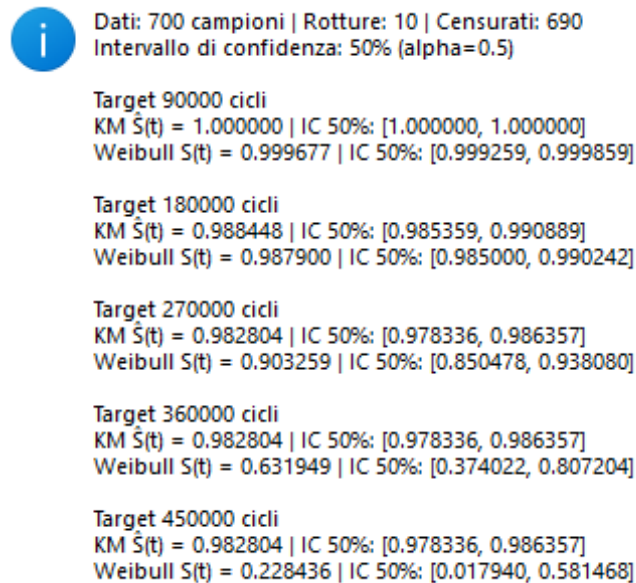 i
Dati: 700 campioni | Rotture: 10 | Censurati: 690
Intervallo di confidenza: 50% (alpha=0.5)
Target 90000 cicli
KM Ŝ(t) = 1.000000 | IC 50%: [1.000000, 1.000000]
Weibull S(t) = 0.999677 | IC 50%: [0.999259, 0.999859]
Target 180000 cicli
KM Ŝ(t) = 0.988448 | IC 50%: [0.985359, 0.990889]
Weibull S(t) = 0.987900 | IC 50%: [0.985000, 0.990242]
Target 270000 cicli
KM Ŝ(t) = 0.982804 | IC 50%: [0.978336, 0.986357]
Weibull S(t) = 0.903259 | IC 50%: [0.850478, 0.938080]
Target 360000 cicli
KM Ŝ(t) = 0.982804 | IC 50%: [0.978336, 0.986357]
Weibull S(t) = 0.631949 | IC 50%: [0.374022, 0.807204]
Target 450000 cicli
KM Ŝ(t) = 0.982804 | IC 50%: [0.978336, 0.986357]
Weibull S(t) = 0.228436 | IC 50%: [0.017940, 0.581468]